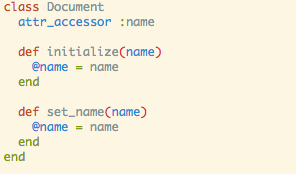 class Document
  attr_accessor :name

  def initialize(name)
    @name = name
  end

  def set_name(name)
    @name = name
  end
end